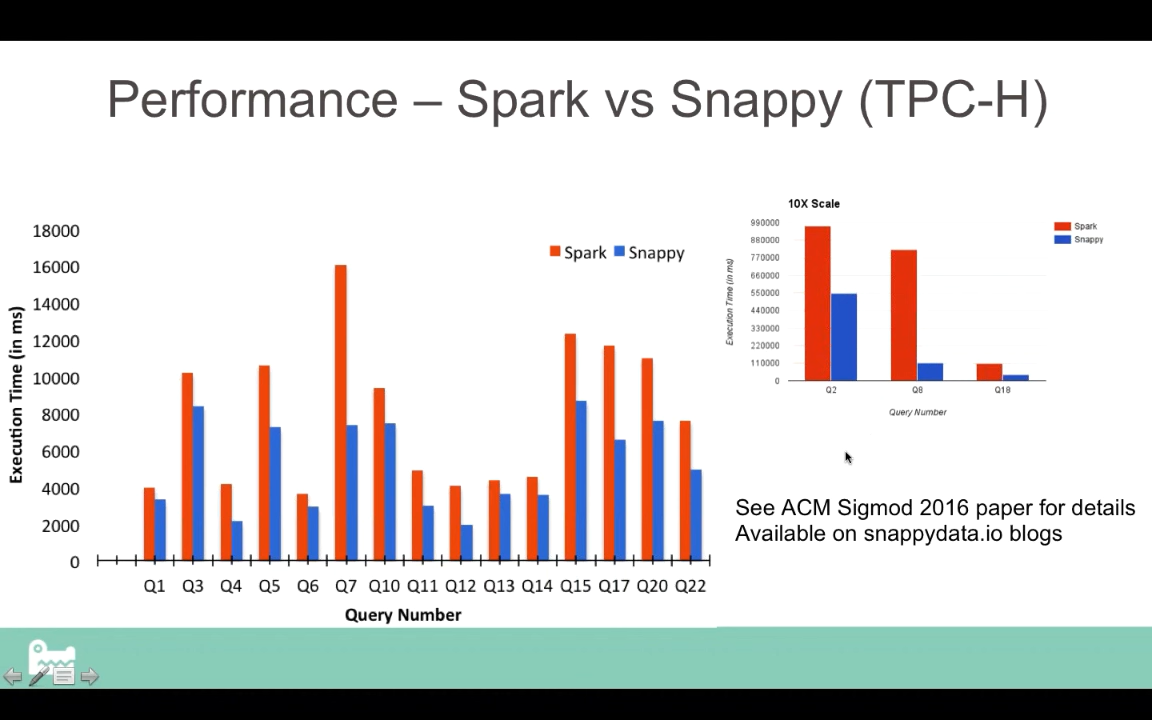 Performance – Spark vs Snappy (TPC-H)
18000
16000
14000
12000
10000
8000
6000
4000
2000
0
Execution Time (in ms)
Spark Snappy
Q1 Q3 Q4 Q5 Q6 Q7 Q10 Q11 Q12 Q13 Q14 Q15 Q17 Q20 Q22
Query Number
10X Scale
990000
880000
770000
660000
550000
440000
330000
220000
110000
0
Execution Time (in ms)
Spark
Snappy
Q2 Q8 Q18
Query Number
See ACM Sigmod 2016 paper for details
Available on snappydata.io blogs